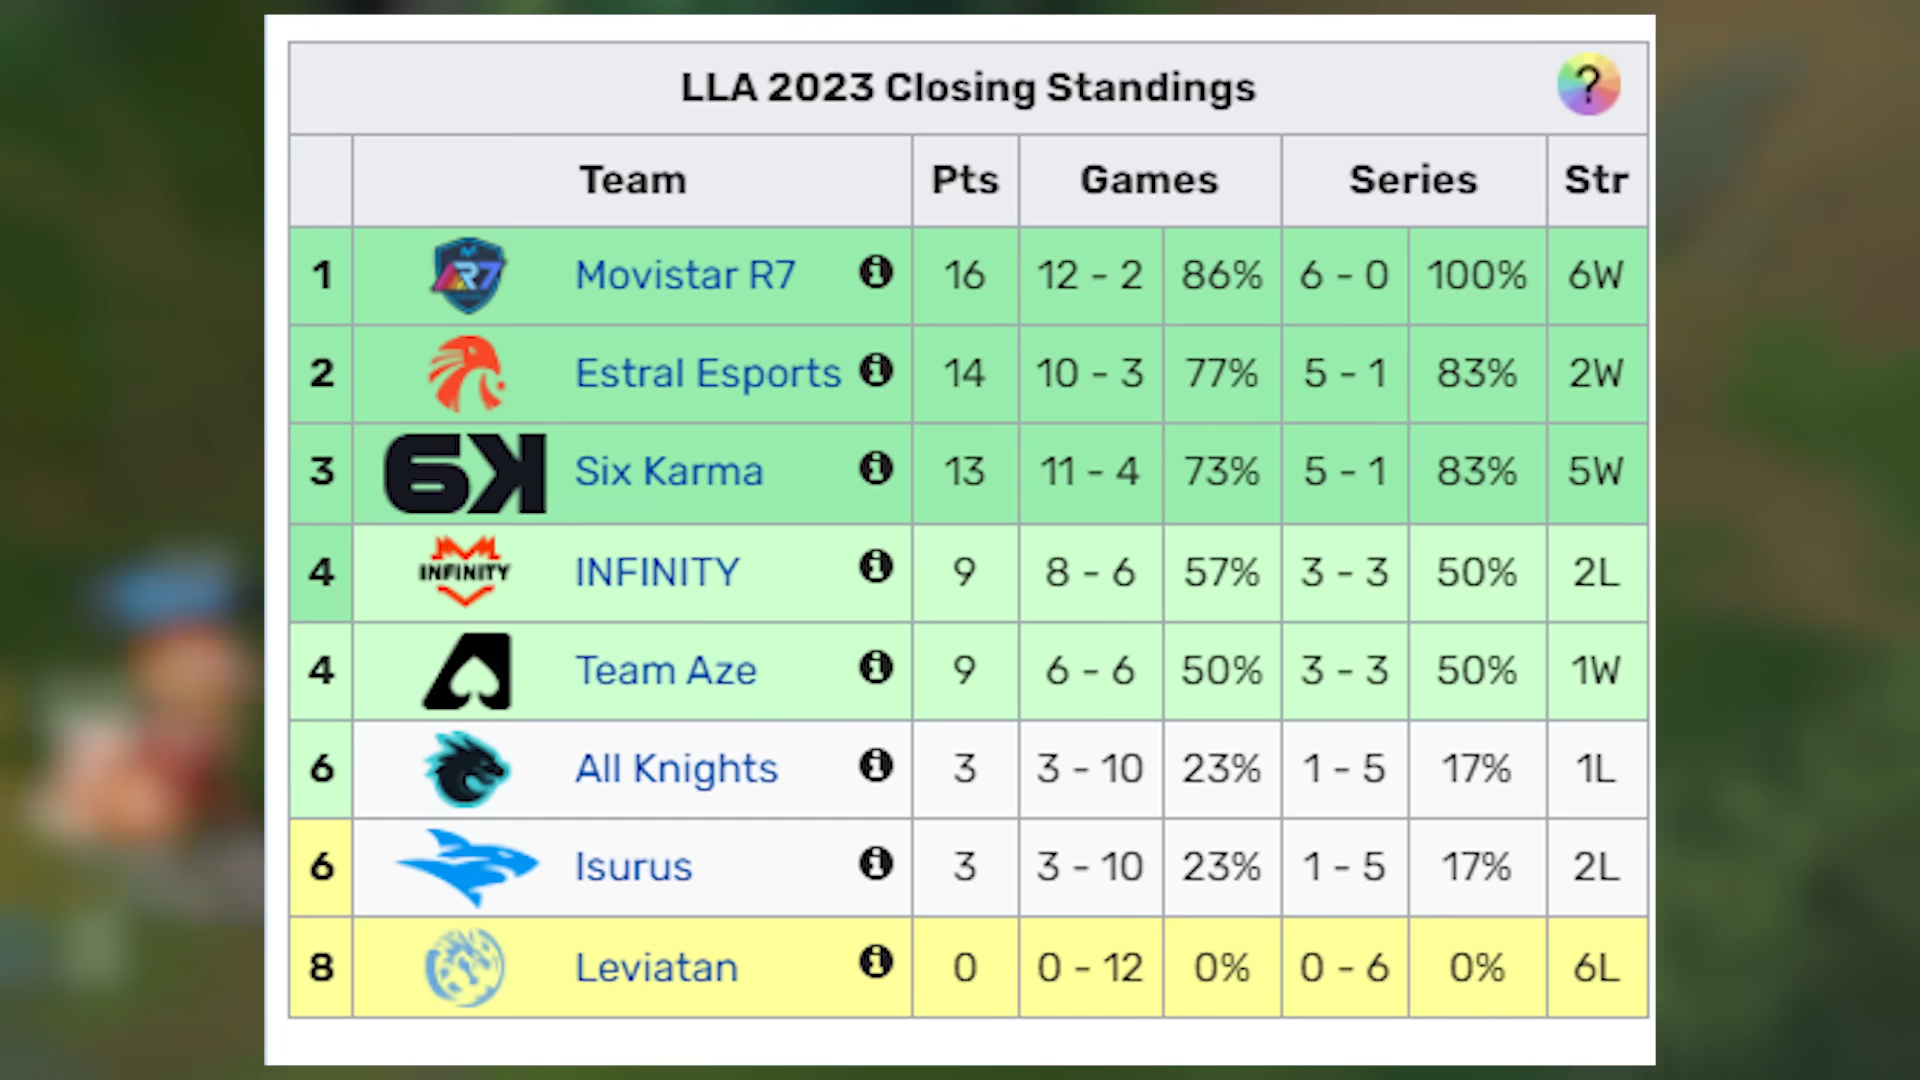 LLA 2023 Closing Standings ?
Team Pts Games Series Str
1 R7 Movistar R7 i 16 12 - 2 86% 6 - 0 100% 6W
2 Estral Esports i 14 10 - 3 77% 5 - 1 83% 2W
3 6K Six Karma i 13 11 - 4 73% 5 - 1 83% 5W
4 INFINITY INFINITY i 9 8 - 6 57% 3 - 3 50% 2L
4 Team Aze i 9 6 - 6 50% 3 - 3 50% 1W
6 All Knights i 3 3 - 10 23% 1 - 5 17% 1L
6 Isurus i 3 3 - 10 23% 1 - 5 17% 2L
8 Leviatan i 0 0 - 12 0% 0 - 6 0% 6L